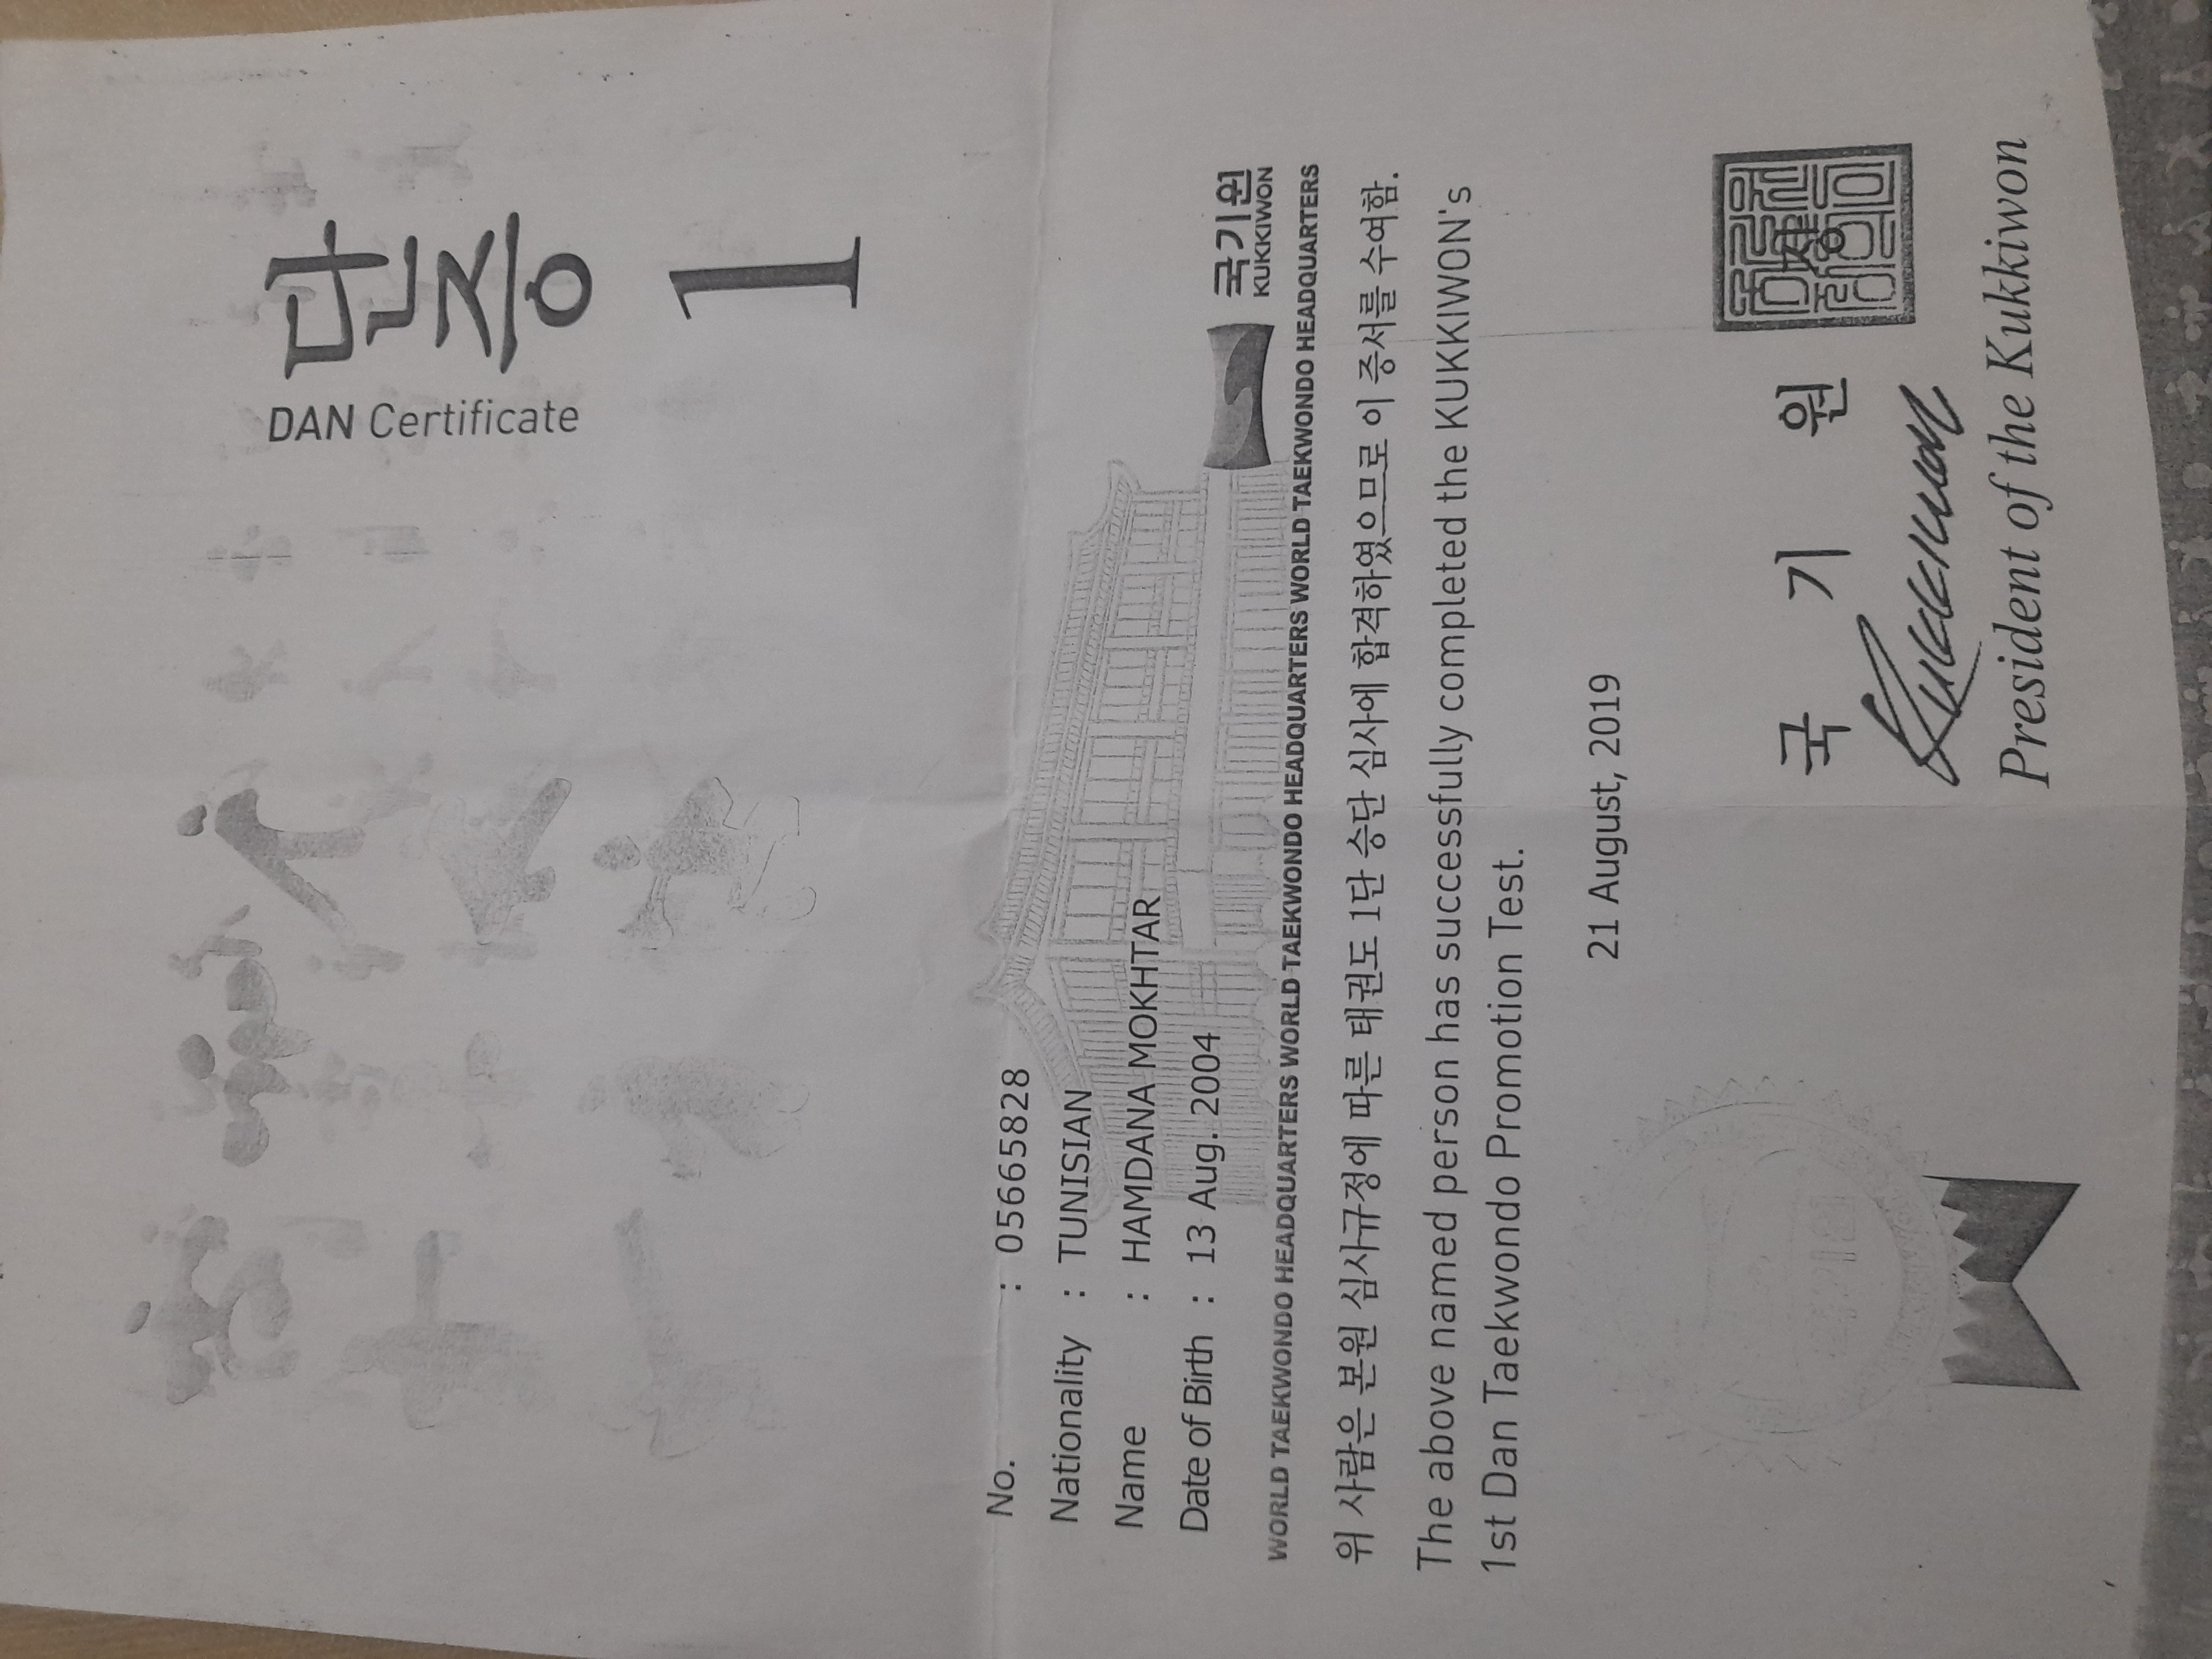 단증
DAN Certificate
1
No. : 05665828
Nationality : TUNISIAN
Name : HAMDANA MOKHTAR
Date of Birth : 13 Aug. 2004
국기원
KUKKIWON
WORLD TAEKWONDO HEADQUARTERS WORLD TAEKWONDO HEADQUARTERS WORLD TAEKWONDO HEADQUARTERS WORLD TAEKWONDO HEADQUARTERS
위 사람은 본원 심사규정에 따른 태권도 1단 승단 심사에 합격하였으므로 이 증서를 수여함.
The above named person has successfully completed the KUKKIWON's
1st Dan Taekwondo Promotion Test.
21 August, 2019
국 기 원
Kukkiwon
President of the Kukkiwon